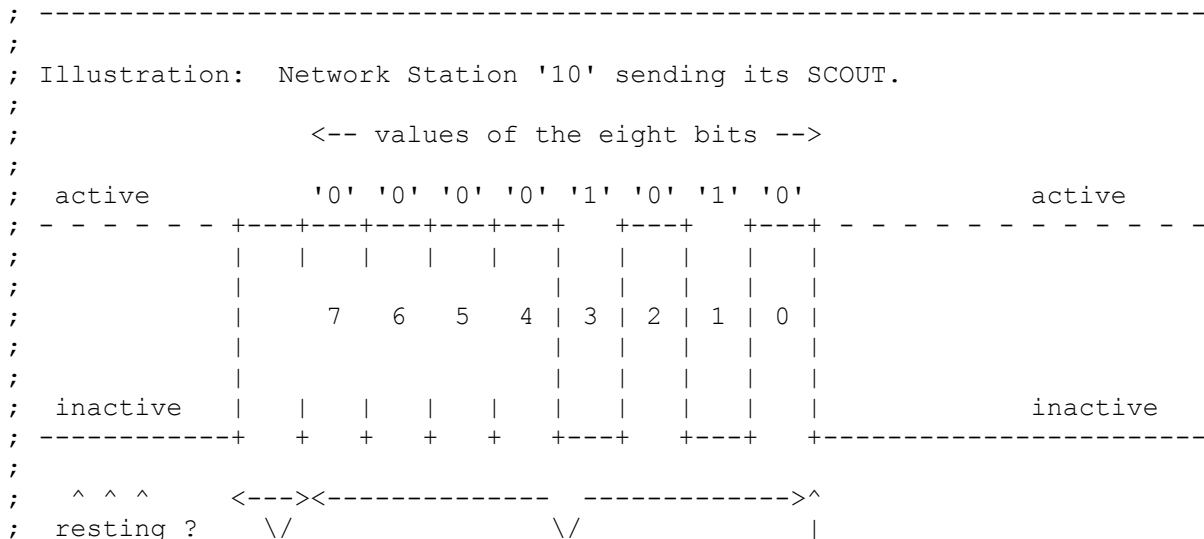 ; -------------------------------------------------------------------------
;
; Illustration:  Network Station '10' sending its SCOUT.
;
;                <-- values of the eight bits -->
;
;  active          '0' '0' '0' '0' '1' '0' '1' '0'              active
; - - - - - - +---+---+---+---+---+   +---+   +---+ - - - - - - - - - - - -
;             |   |   |   |   |   |   |   |   |   |
;             |                   |   |   |   |   |
;             |     7   6   5   4 | 3 | 2 | 1 | 0 |
;             |                   |   |   |   |   |
;             |                   |   |   |   |   |
;  inactive   |   |   |   |   |   |   |   |   |   |             inactive
; ------------+   +   +   +   +   +---+   +---+   +------------------------
;
;   ^ ^ ^     <---><--------------  ------------->^
;  resting ?    \/                \/              |